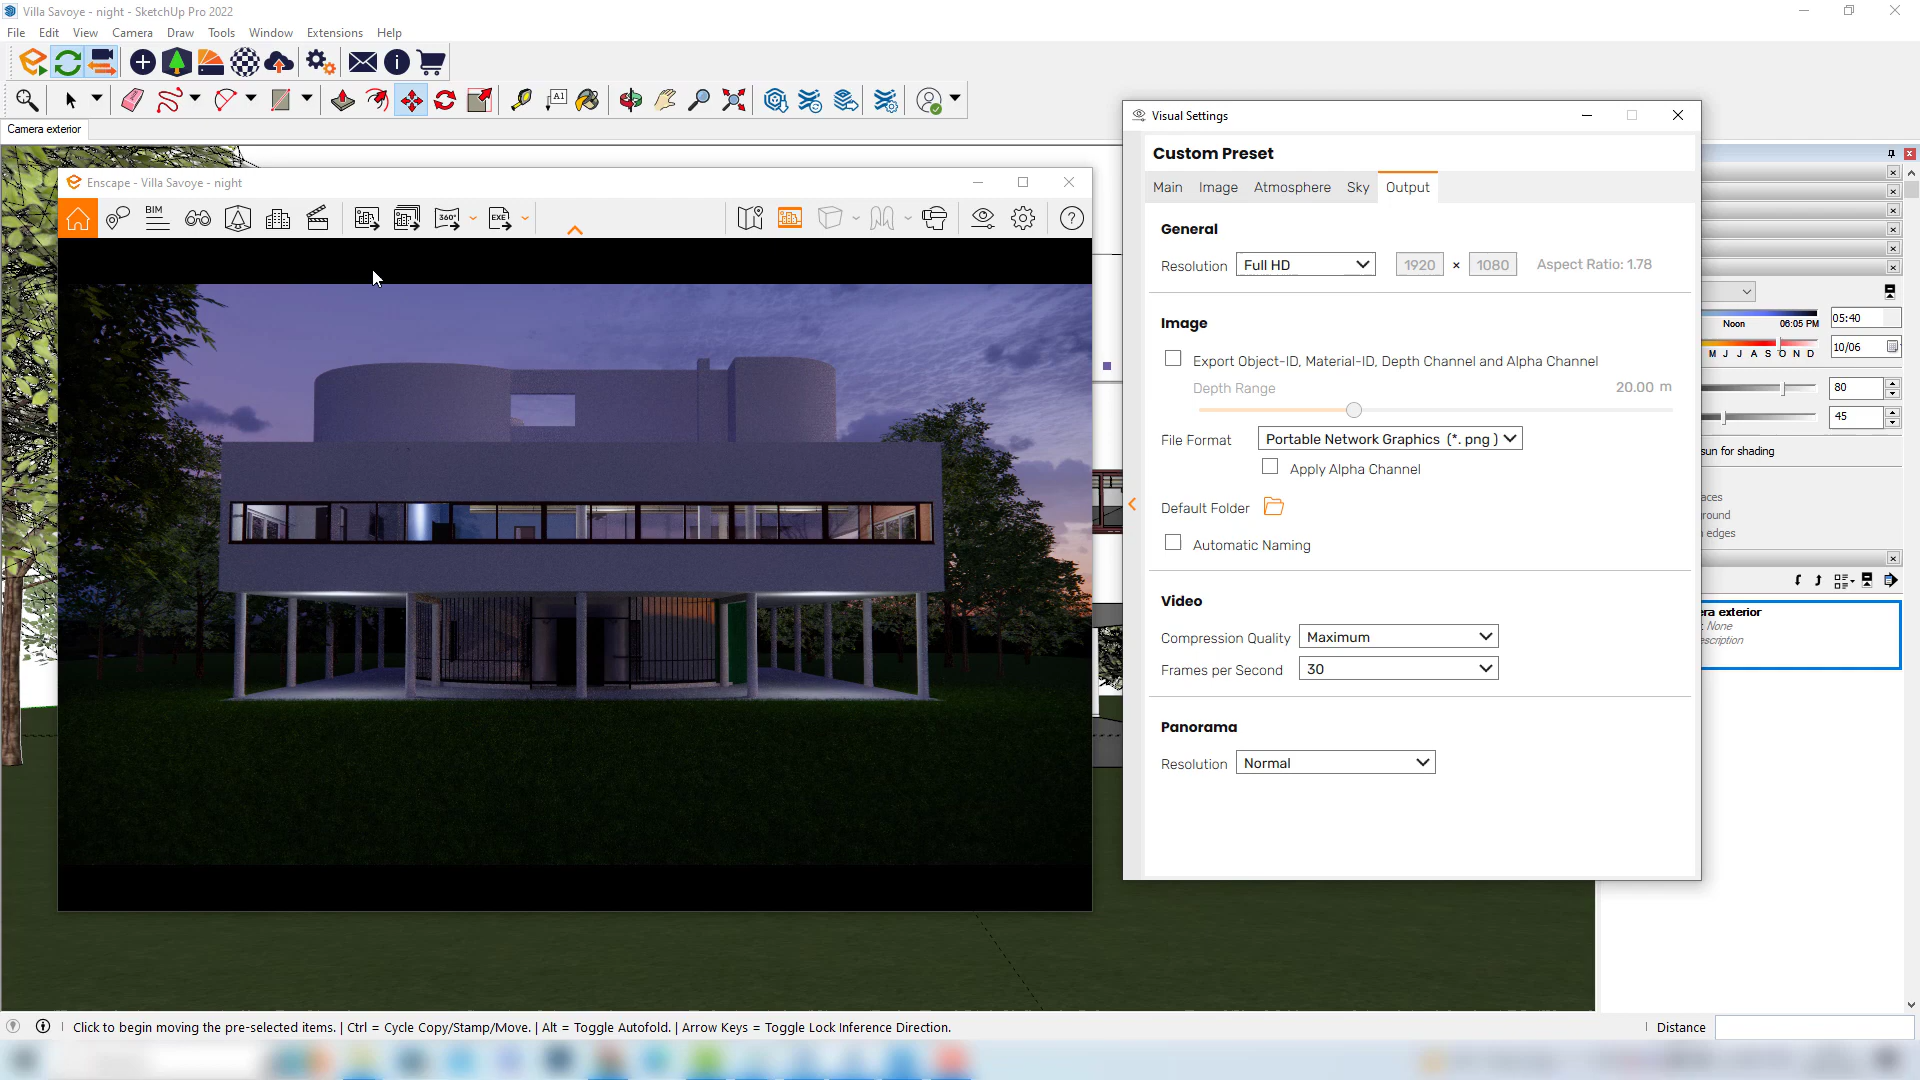 Villa Savoye - night - SketchUp Pro 2022
File Edit View Camera Draw Tools Window Extensions Help
A1
Camera exterior
Enscape - Villa Savoye - night
BIM
360°
EXE
Visual Settings
Custom Preset
Main Image Atmosphere Sky Output
General
Resolution Full HD 1920 × 1080 Aspect Ratio: 1.78
Image
Export Object-ID, Material-ID, Depth Channel and Alpha Channel
Depth Range 20.00 m
File Format Portable Network Graphics (*. png )
Apply Alpha Channel
Default Folder
Automatic Naming
Video
Compression Quality Maximum
Frames per Second 30
Panorama
Resolution Normal
Noon 06:05 PM 05:40
M J J A S O N D 10/06
80
45
sun for shading
aces
round
edges
era exterior
: None
escription
Click to begin moving the pre-selected items. | Ctrl = Cycle Copy/Stamp/Move. | Alt = Toggle Autofold. | Arrow Keys = Toggle Lock Inference Direction.
Distance